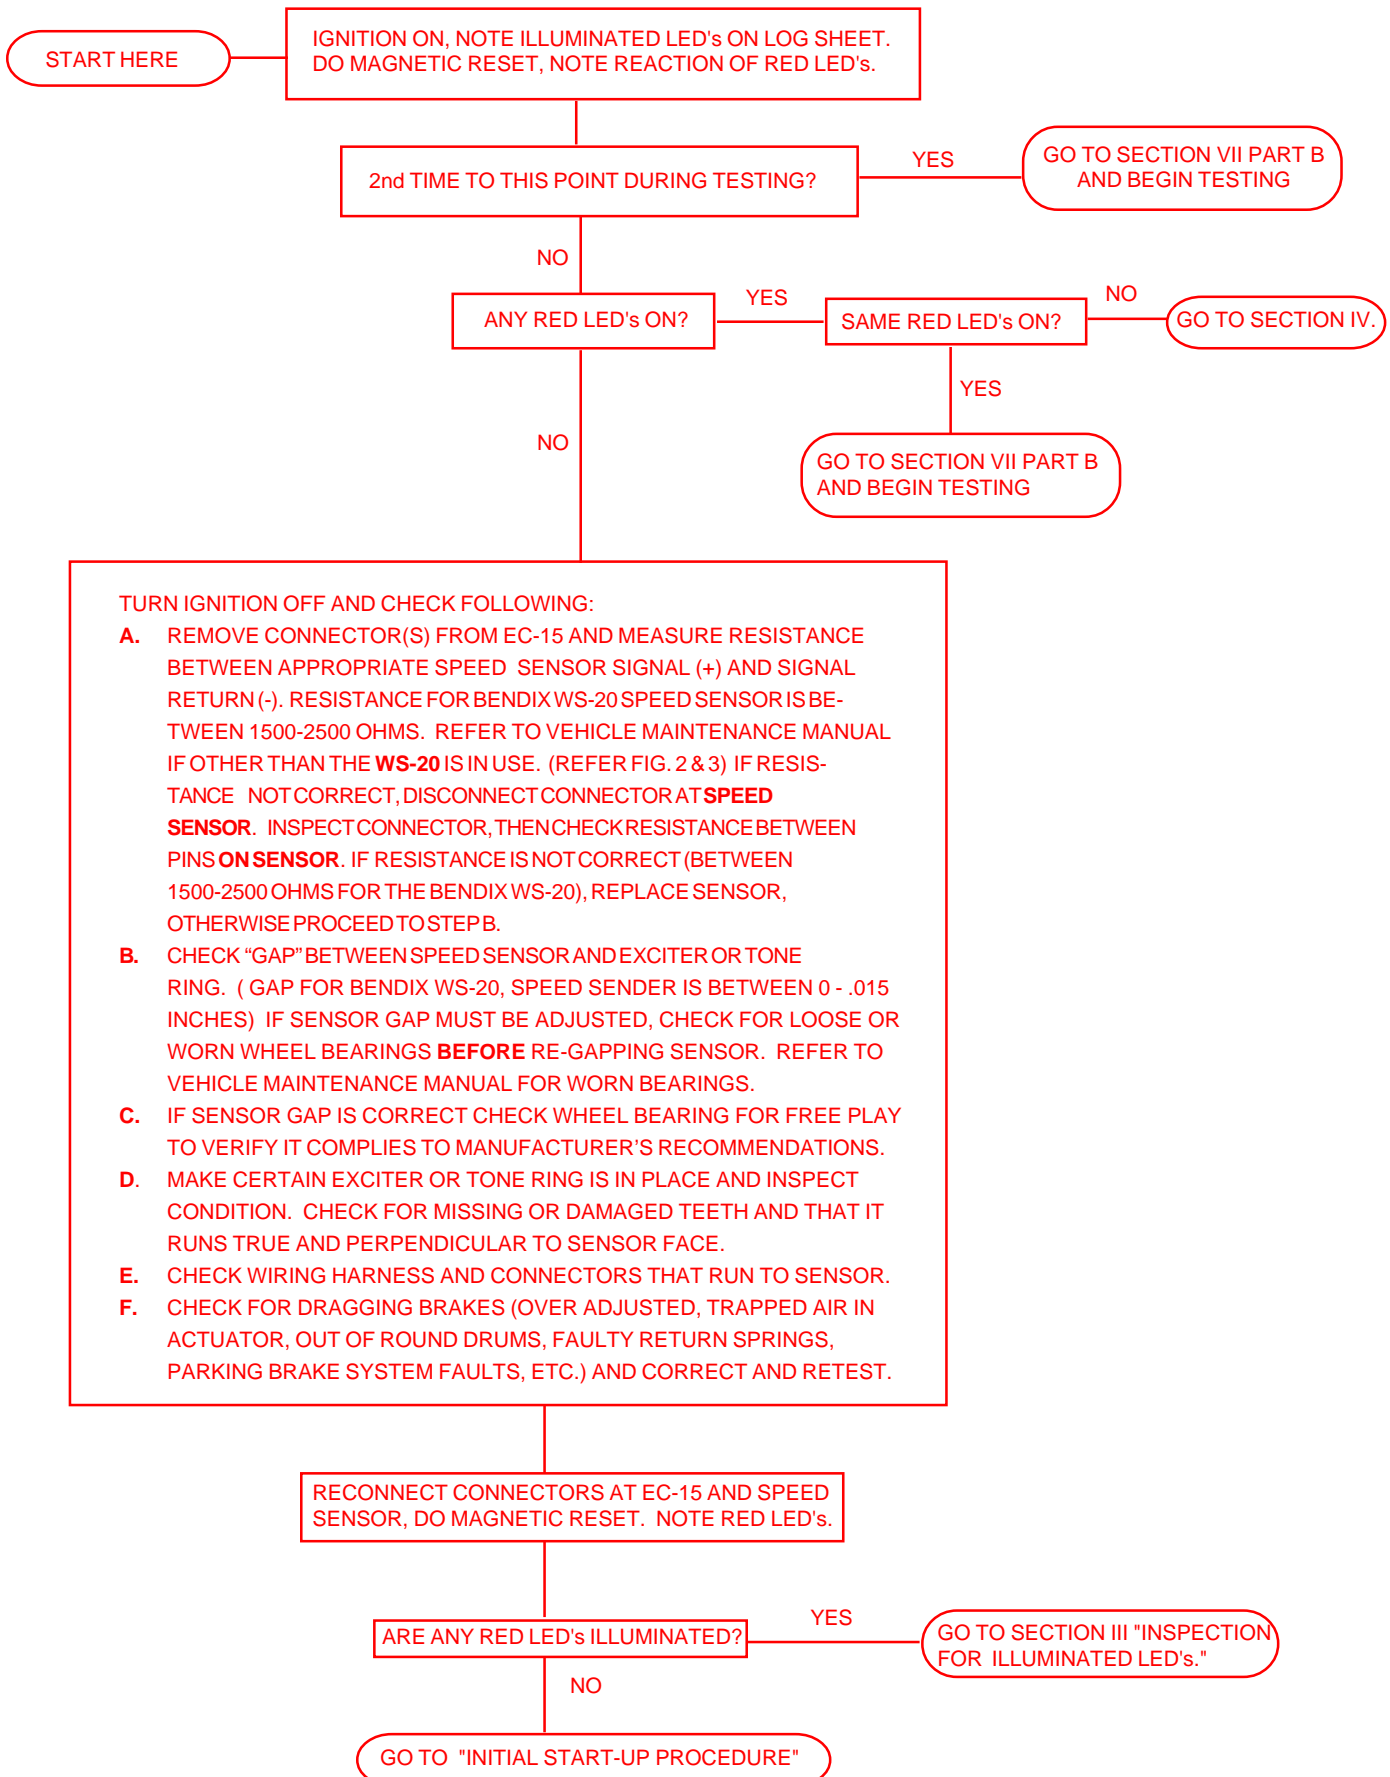 START HERE
IGNITION ON, NOTE ILLUMINATED LED's ON LOG SHEET.
DO MAGNETIC RESET, NOTE REACTION OF RED LED's.
2nd TIME TO THIS POINT DURING TESTING?
YES
GO TO SECTION VII PART B
AND BEGIN TESTING
NO
ANY RED LED's ON?
YES
SAME RED LED's ON?
NO
GO TO SECTION IV.
YES
GO TO SECTION VII PART B
AND BEGIN TESTING
NO
TURN IGNITION OFF AND CHECK FOLLOWING:
A. REMOVE CONNECTOR(S) FROM EC-15 AND MEASURE RESISTANCE
BETWEEN APPROPRIATE SPEED SENSOR SIGNAL (+) AND SIGNAL
RETURN (-). RESISTANCE FOR BENDIX WS-20 SPEED SENSOR IS BE-
TWEEN 1500-2500 OHMS. REFER TO VEHICLE MAINTENANCE MANUAL
IF OTHER THAN THE WS-20 IS IN USE. (REFER FIG. 2 & 3) IF RESIS-
TANCE NOT CORRECT, DISCONNECT CONNECTOR AT SPEED
SENSOR. INSPECT CONNECTOR, THEN CHECK RESISTANCE BETWEEN
PINS ON SENSOR. IF RESISTANCE IS NOT CORRECT (BETWEEN
1500-2500 OHMS FOR THE BENDIX WS-20), REPLACE SENSOR,
OTHERWISE PROCEED TO STEP B.
B. CHECK “GAP” BETWEEN SPEED SENSOR AND EXCITER OR TONE
RING. ( GAP FOR BENDIX WS-20, SPEED SENDER IS BETWEEN 0 - .015
INCHES) IF SENSOR GAP MUST BE ADJUSTED, CHECK FOR LOOSE OR
WORN WHEEL BEARINGS BEFORE RE-GAPPING SENSOR. REFER TO
VEHICLE MAINTENANCE MANUAL FOR WORN BEARINGS.
C. IF SENSOR GAP IS CORRECT CHECK WHEEL BEARING FOR FREE PLAY
TO VERIFY IT COMPLIES TO MANUFACTURER’S RECOMMENDATIONS.
D. MAKE CERTAIN EXCITER OR TONE RING IS IN PLACE AND INSPECT
CONDITION. CHECK FOR MISSING OR DAMAGED TEETH AND THAT IT
RUNS TRUE AND PERPENDICULAR TO SENSOR FACE.
E. CHECK WIRING HARNESS AND CONNECTORS THAT RUN TO SENSOR.
F. CHECK FOR DRAGGING BRAKES (OVER ADJUSTED, TRAPPED AIR IN
ACTUATOR, OUT OF ROUND DRUMS, FAULTY RETURN SPRINGS,
PARKING BRAKE SYSTEM FAULTS, ETC.) AND CORRECT AND RETEST.
RECONNECT CONNECTORS AT EC-15 AND SPEED
SENSOR, DO MAGNETIC RESET. NOTE RED LED's.
ARE ANY RED LED's ILLUMINATED?
YES
GO TO SECTION III "INSPECTION
FOR ILLUMINATED LED's."
NO
GO TO "INITIAL START-UP PROCEDURE"